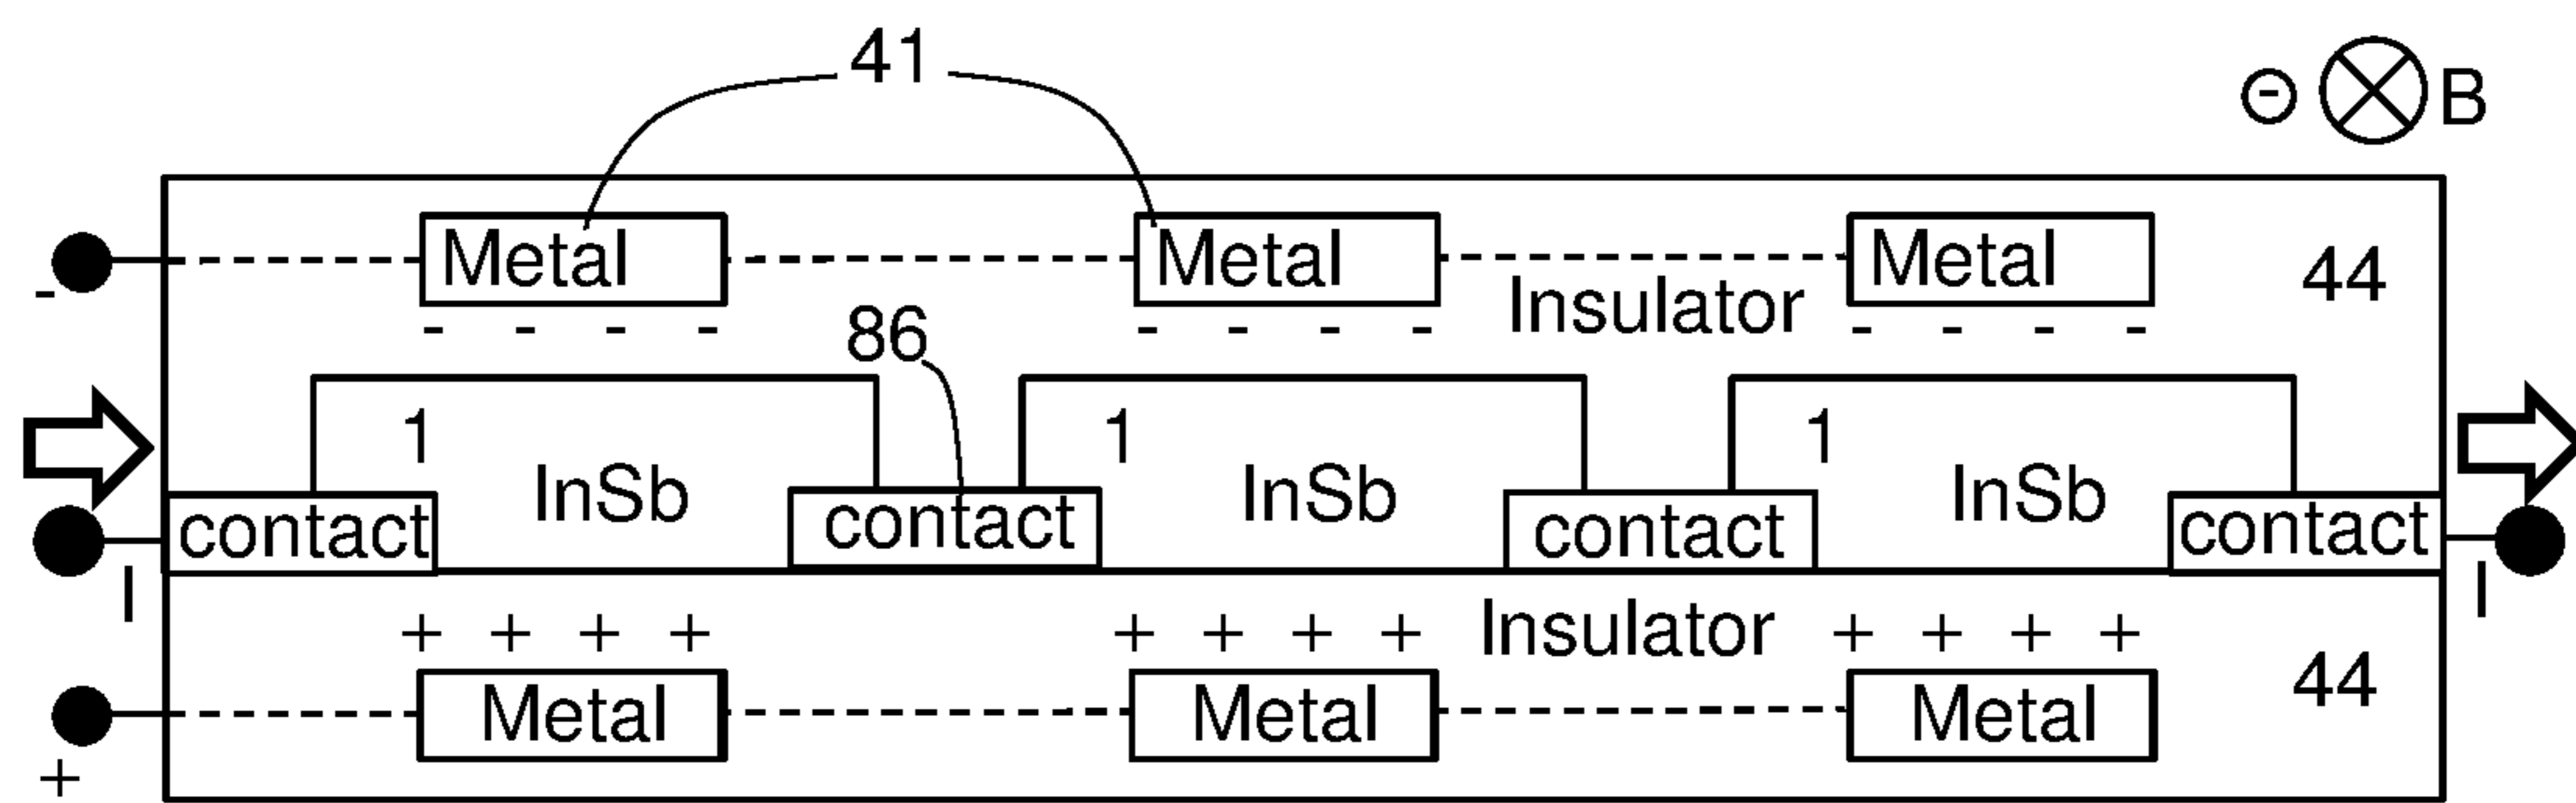 41
- B
Metal Metal Metal 44
-
Insulator
- - - - - - - - - - - -
86
1 1 1
InSb InSb InSb
contact contact contact contact
I I
+ + + + + + + + Insulator + + + +
44
Metal Metal Metal
+